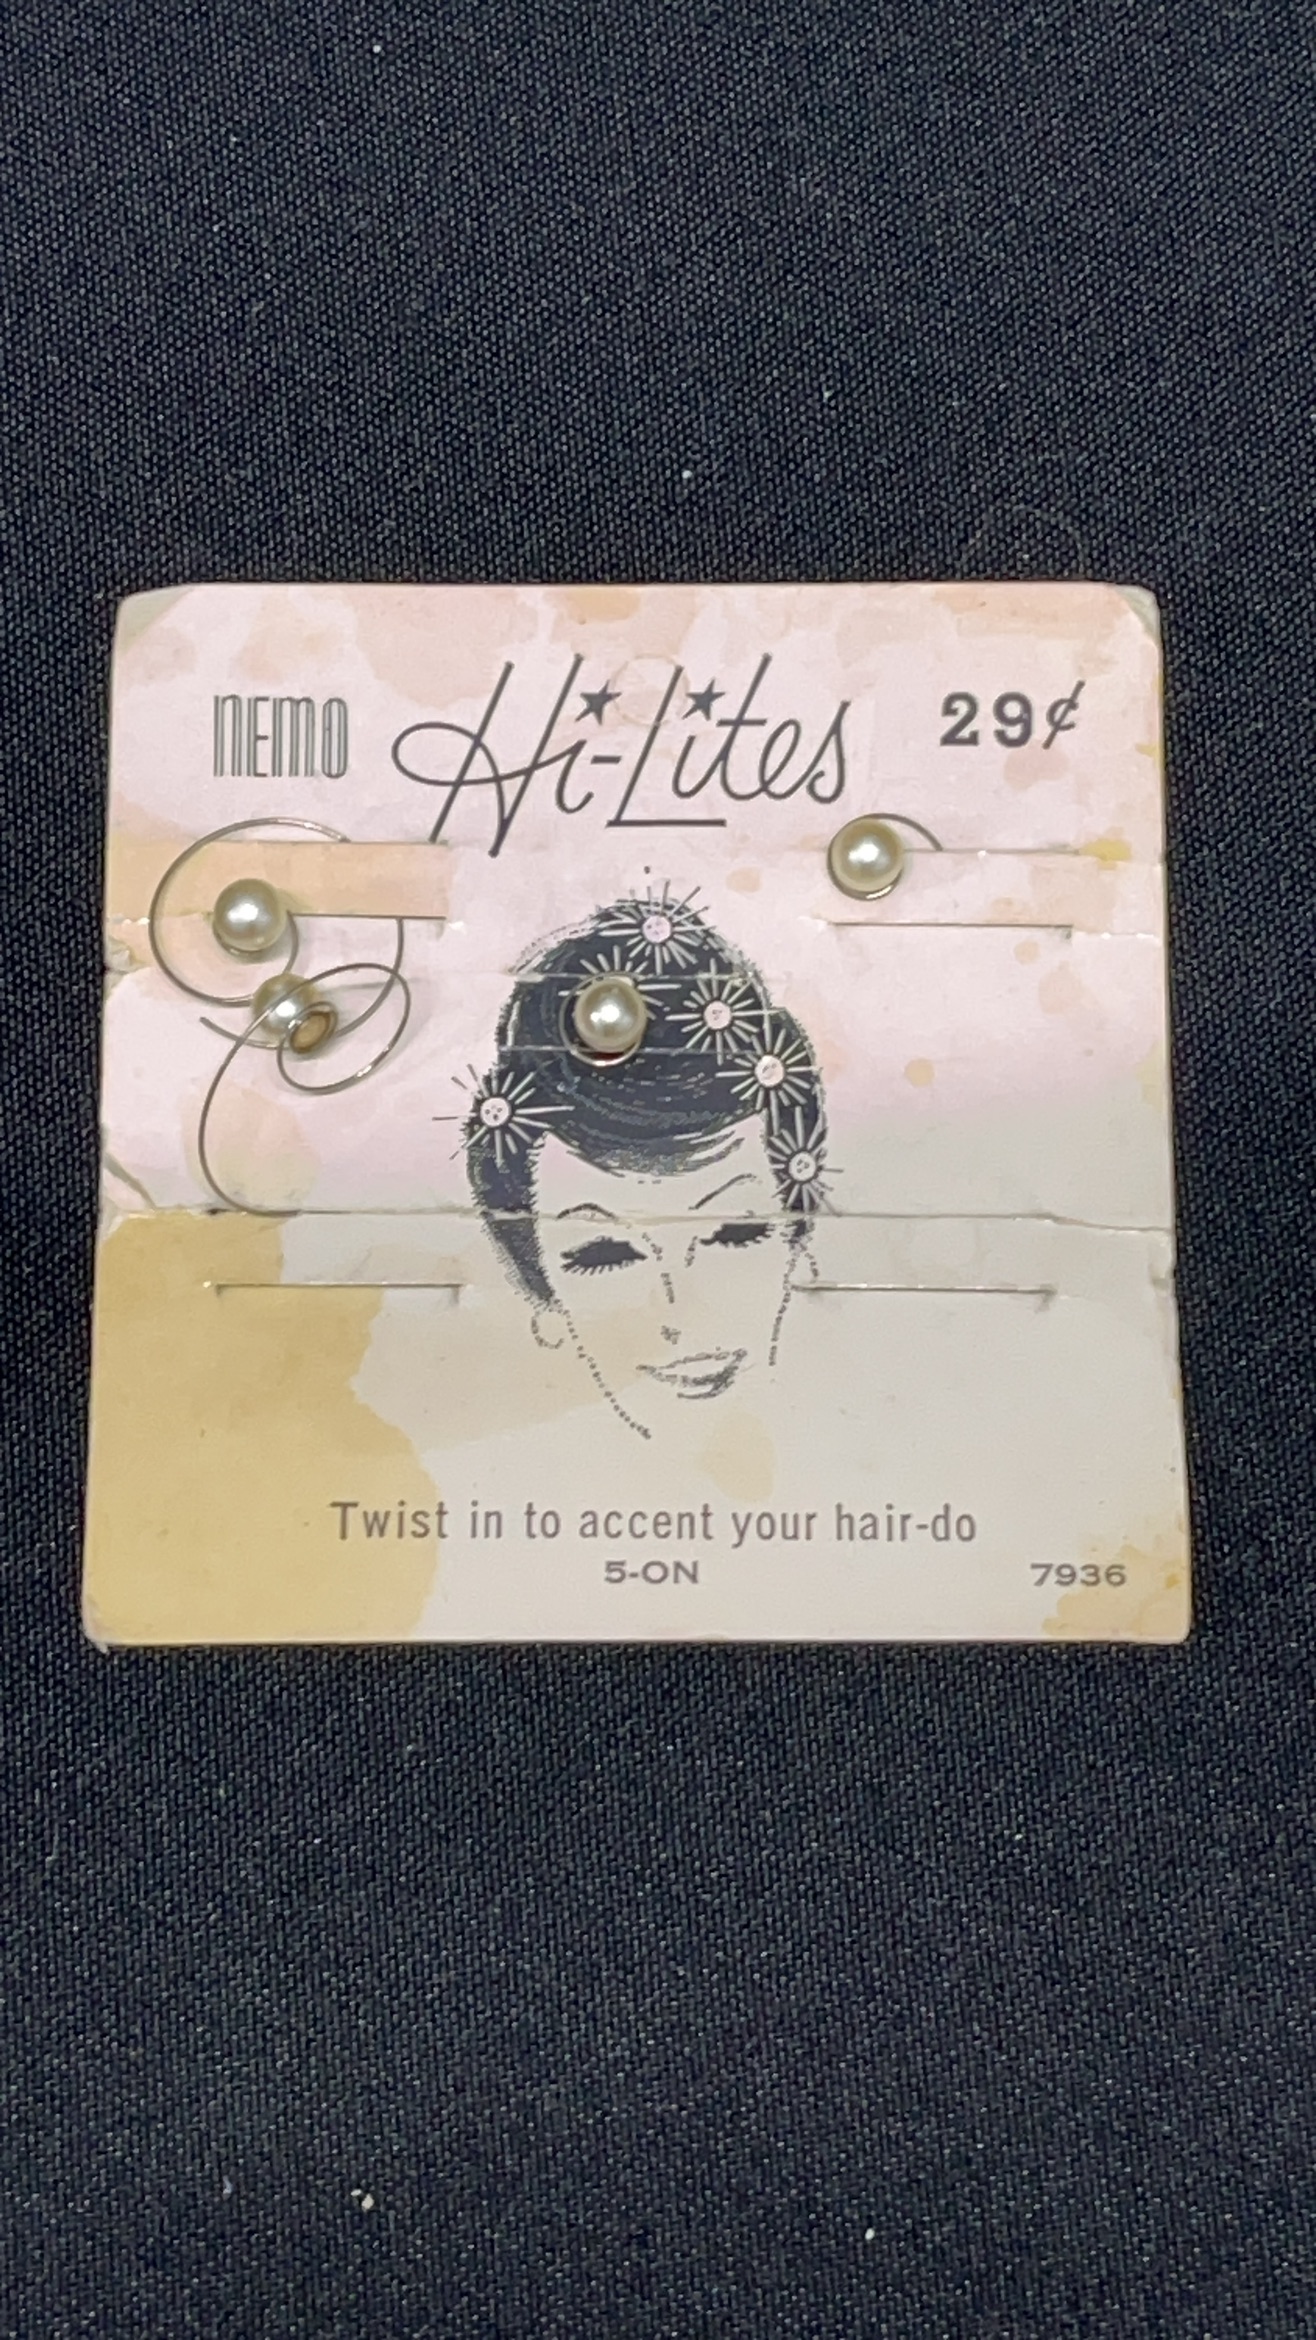 NEMO Hi-Lites 29¢
Twist in to accent your hair-do
5-ON 7936